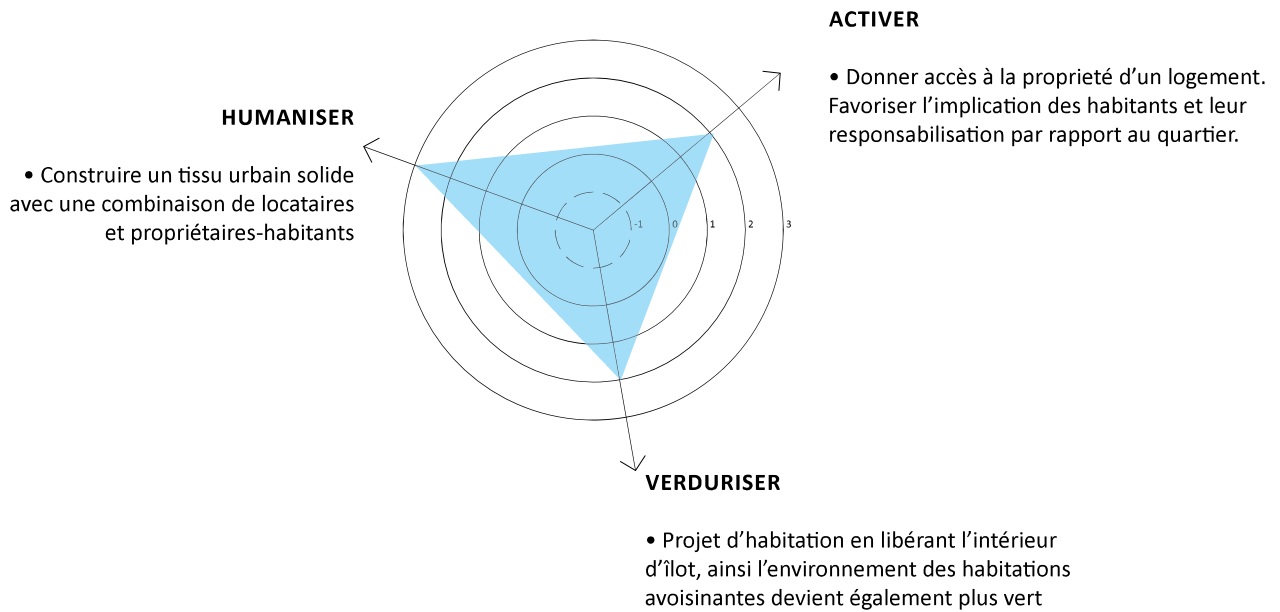 ACTIVER
• Donner accès à la proprieté d'un logement.
Favoriser l'implication des habitants et leur
responsabilisation par rapport au quartier.
HUMANISER
• Construire un tissu urbain solide
avec une combinaison de locataires
et propriétaires-habitants
-1 0 1 2 3
VERDURISER
• Projet d'habitation en libérant l'intérieur
d'îlot, ainsi l'environnement des habitations
avoisinantes devient également plus vert